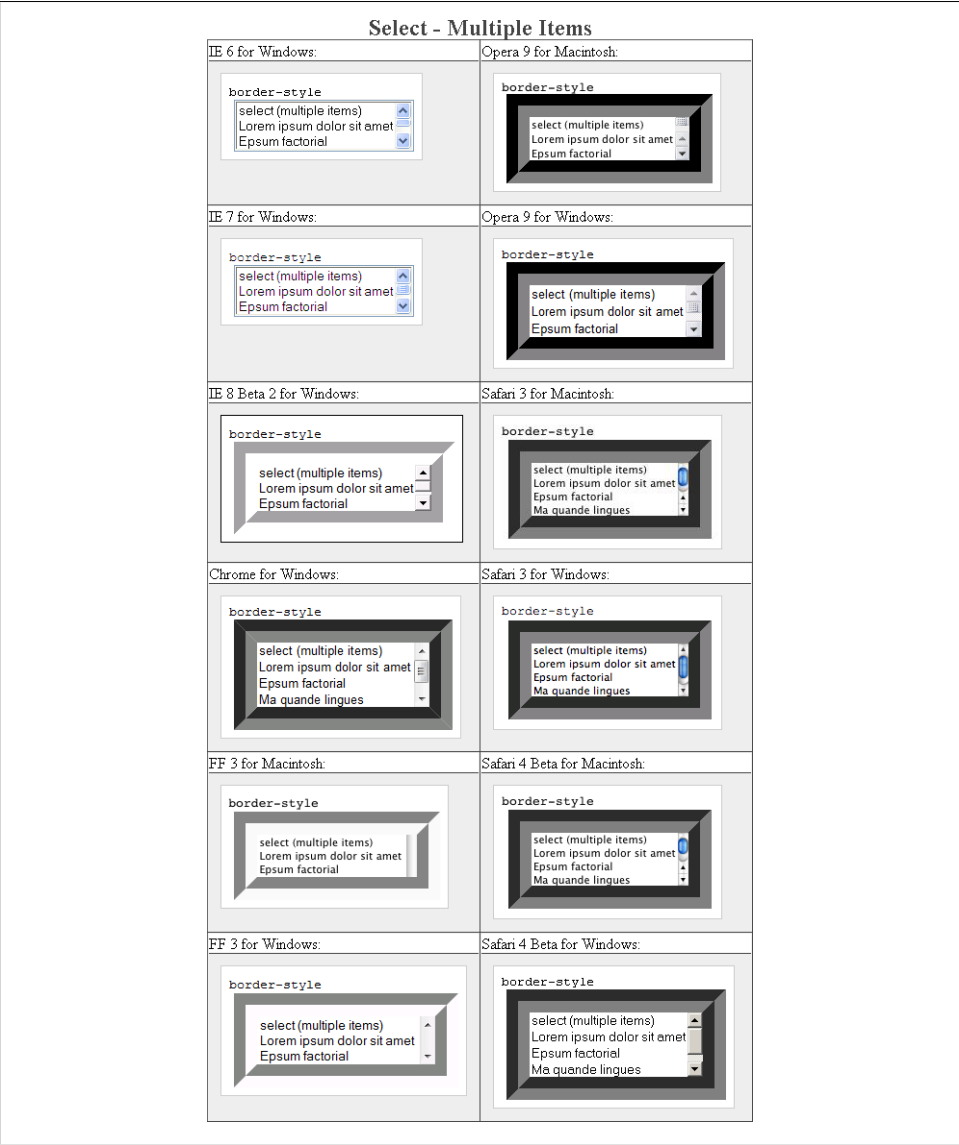 Select - Multiple Items
IE 6 for Windows:
border-style
select (multiple items)
Lorem ipsum dolor sit amet
Epsum factorial
Opera 9 for Macintosh:
border-style
select (multiple items)
Lorem ipsum dolor sit amet
Epsum factorial
IE 7 for Windows:
border-style
select (multiple items)
Lorem ipsum dolor sit amet
Epsum factorial
Opera 9 for Windows:
border-style
select (multiple items)
Lorem ipsum dolor sit amet
Epsum factorial
IE 8 Beta 2 for Windows:
border-style
select (multiple items)
Lorem ipsum dolor sit amet
Epsum factorial
Safari 3 for Macintosh:
border-style
select (multiple items)
Lorem ipsum dolor sit amet
Epsum factorial
Ma quande lingues
Chrome for Windows:
border-style
select (multiple items)
Lorem ipsum dolor sit amet
Epsum factorial
Ma quande lingues
Safari 3 for Windows:
border-style
select (multiple items)
Lorem ipsum dolor sit amet
Epsum factorial
Ma quande lingues
FF 3 for Macintosh:
border-style
select (multiple items)
Lorem ipsum dolor sit amet
Epsum factorial
Safari 4 Beta for Macintosh:
border-style
select (multiple items)
Lorem ipsum dolor sit amet
Epsum factorial
Ma quande lingues
FF 3 for Windows:
border-style
select (multiple items)
Lorem ipsum dolor sit amet
Epsum factorial
Safari 4 Beta for Windows:
border-style
select (multiple items)
Lorem ipsum dolor sit amet
Epsum factorial
Ma quande lingues